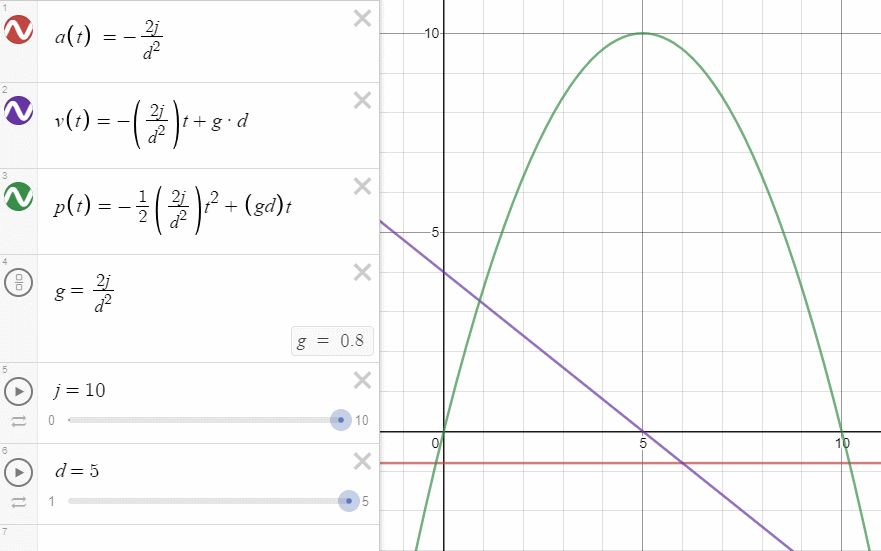 1
a(t) = −2j/d²
2
v(t) = −(2j/d²)t + g · d
3
p(t) = −1/2(2j/d²)t² + (gd)t
4
g = 2j/d²
g = 0.8
5
j = 10
0 10
6
d = 5
1 5
7
10
5
0 5 10